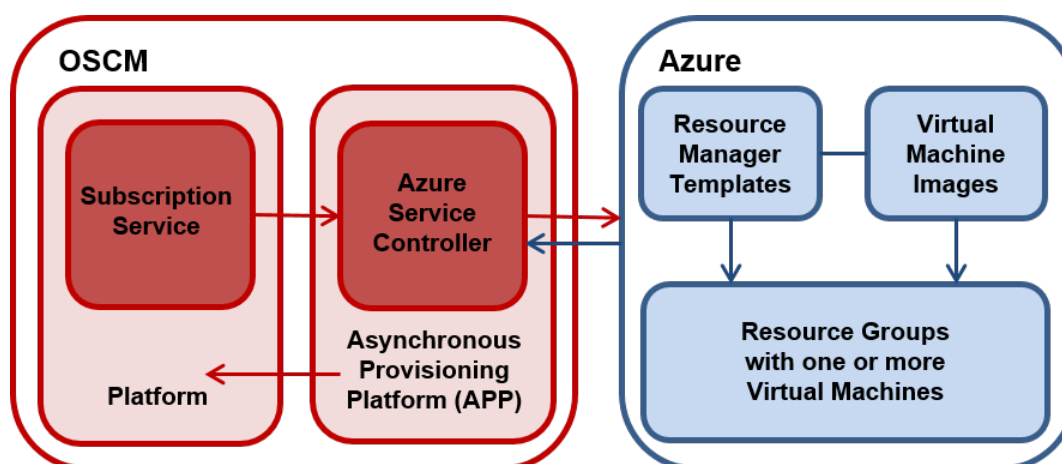 OSCM
Subscription
Service
Platform
Azure
Service
Controller
Asynchronous
Provisioning
Platform (APP)
Azure
Resource
Manager
Templates
Virtual
Machine
Images
Resource Groups
with one or more
Virtual Machines